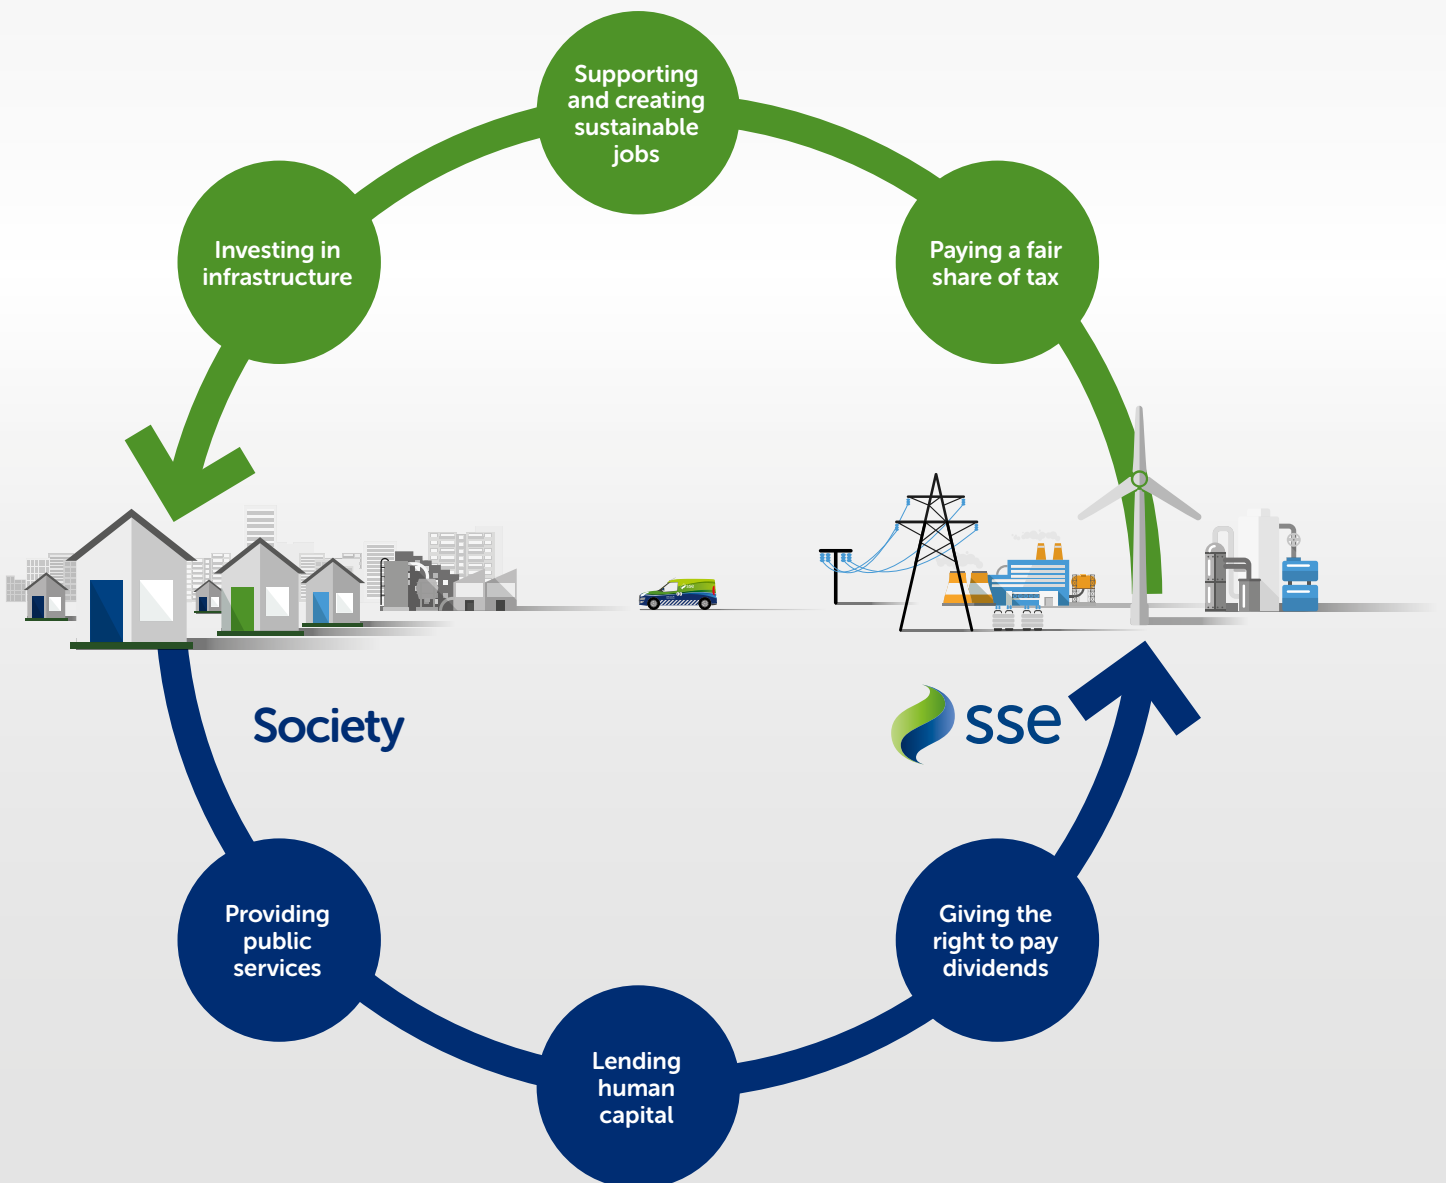 Supporting
and creating
sustainable
jobs
Investing in
infrastructure
Paying a fair
share of tax
Society
sse
Providing
public
services
Giving the
right to pay
dividends
Lending
human
capital